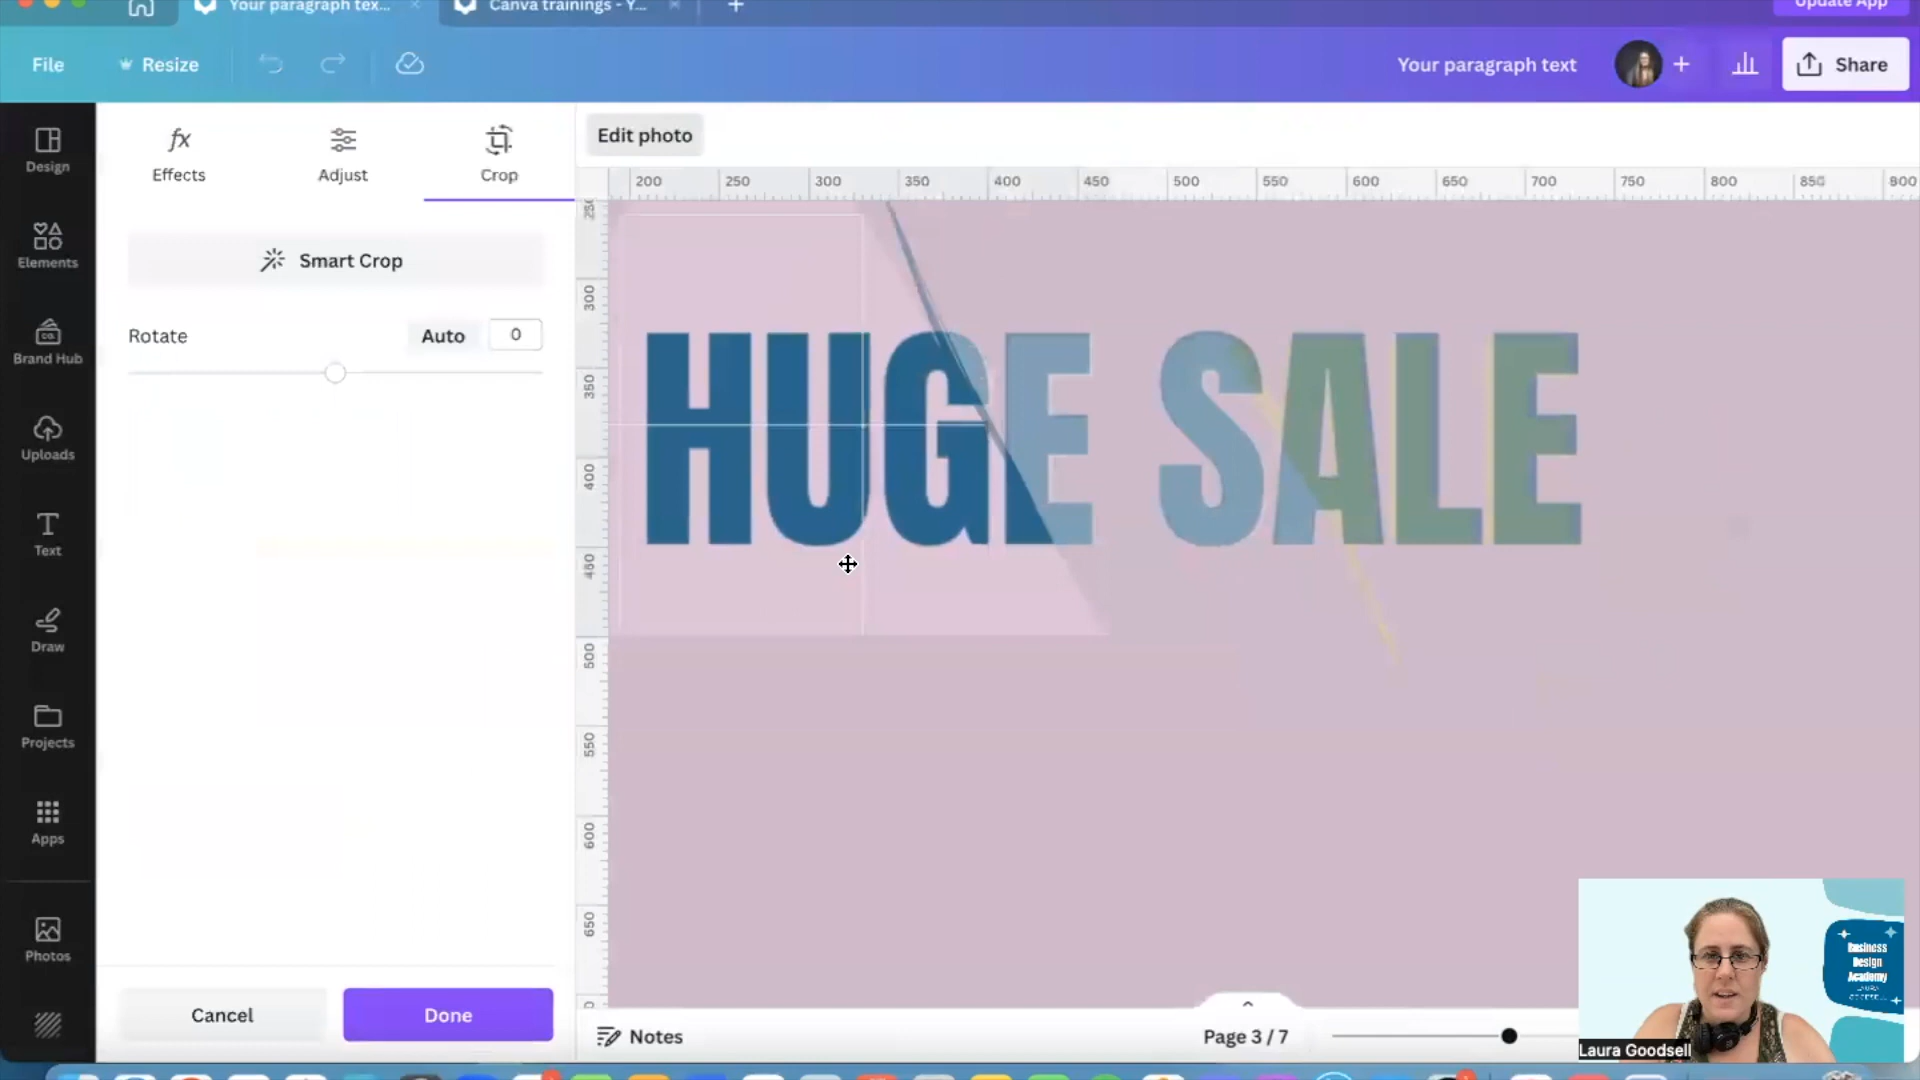 Your paragraph tex...
Canva trainings - Y...
Update App
File
Resize
Your paragraph text
Share
Design
Elements
Brand Hub
Uploads
Text
Draw
Projects
Apps
Photos
fx
Effects
Adjust
Crop
Smart Crop
Rotate
Auto
0
Cancel
Done
Edit photo
200 250 300 350 400 450 500 550 600 650 700 750 800 850 900
250
300
350
400
450
500
550
600
650
HUGE SALE
Notes
Page 3 / 7
Business
Design
Academy
LAURA
GOODSELL
Laura Goodsell